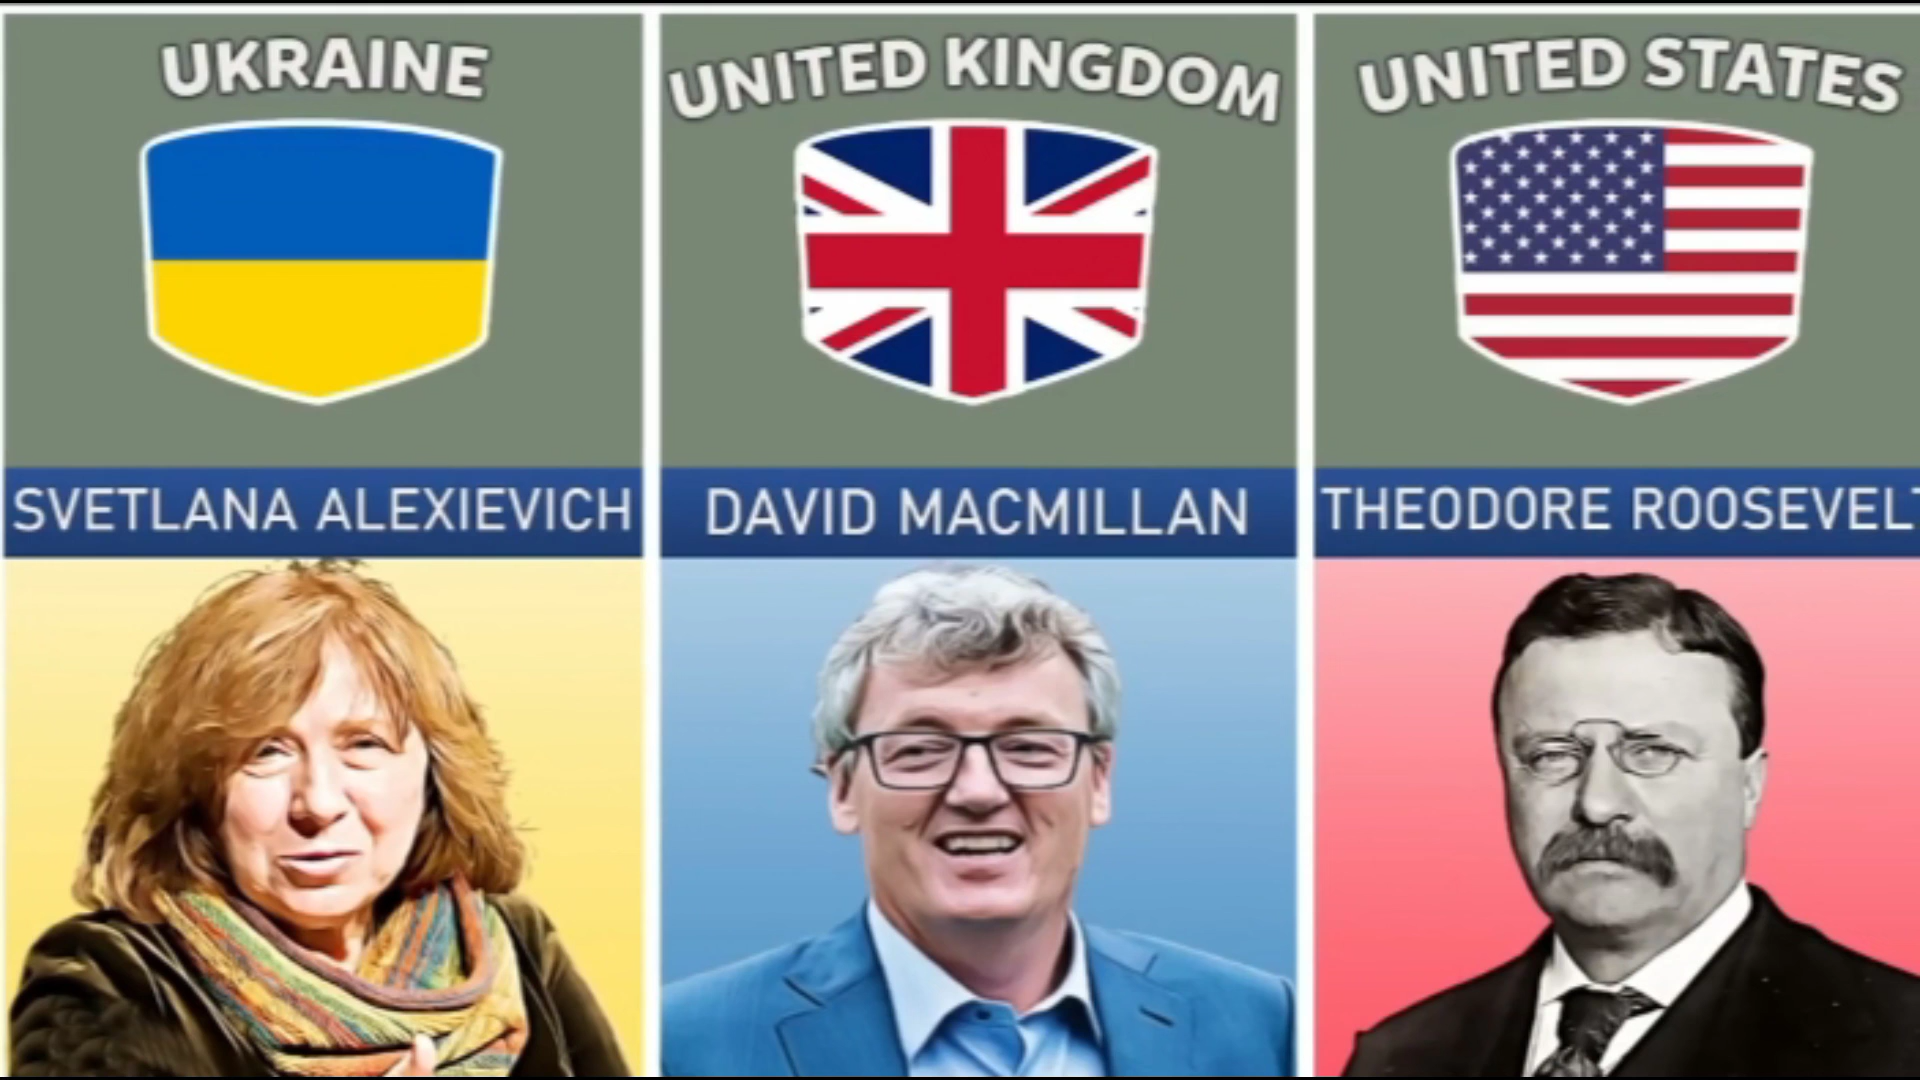 UKRAINE
UNITED KINGDOM
UNITED STATES
SVETLANA ALEXIEVICH
DAVID MACMILLAN
THEODORE ROOSEVELT